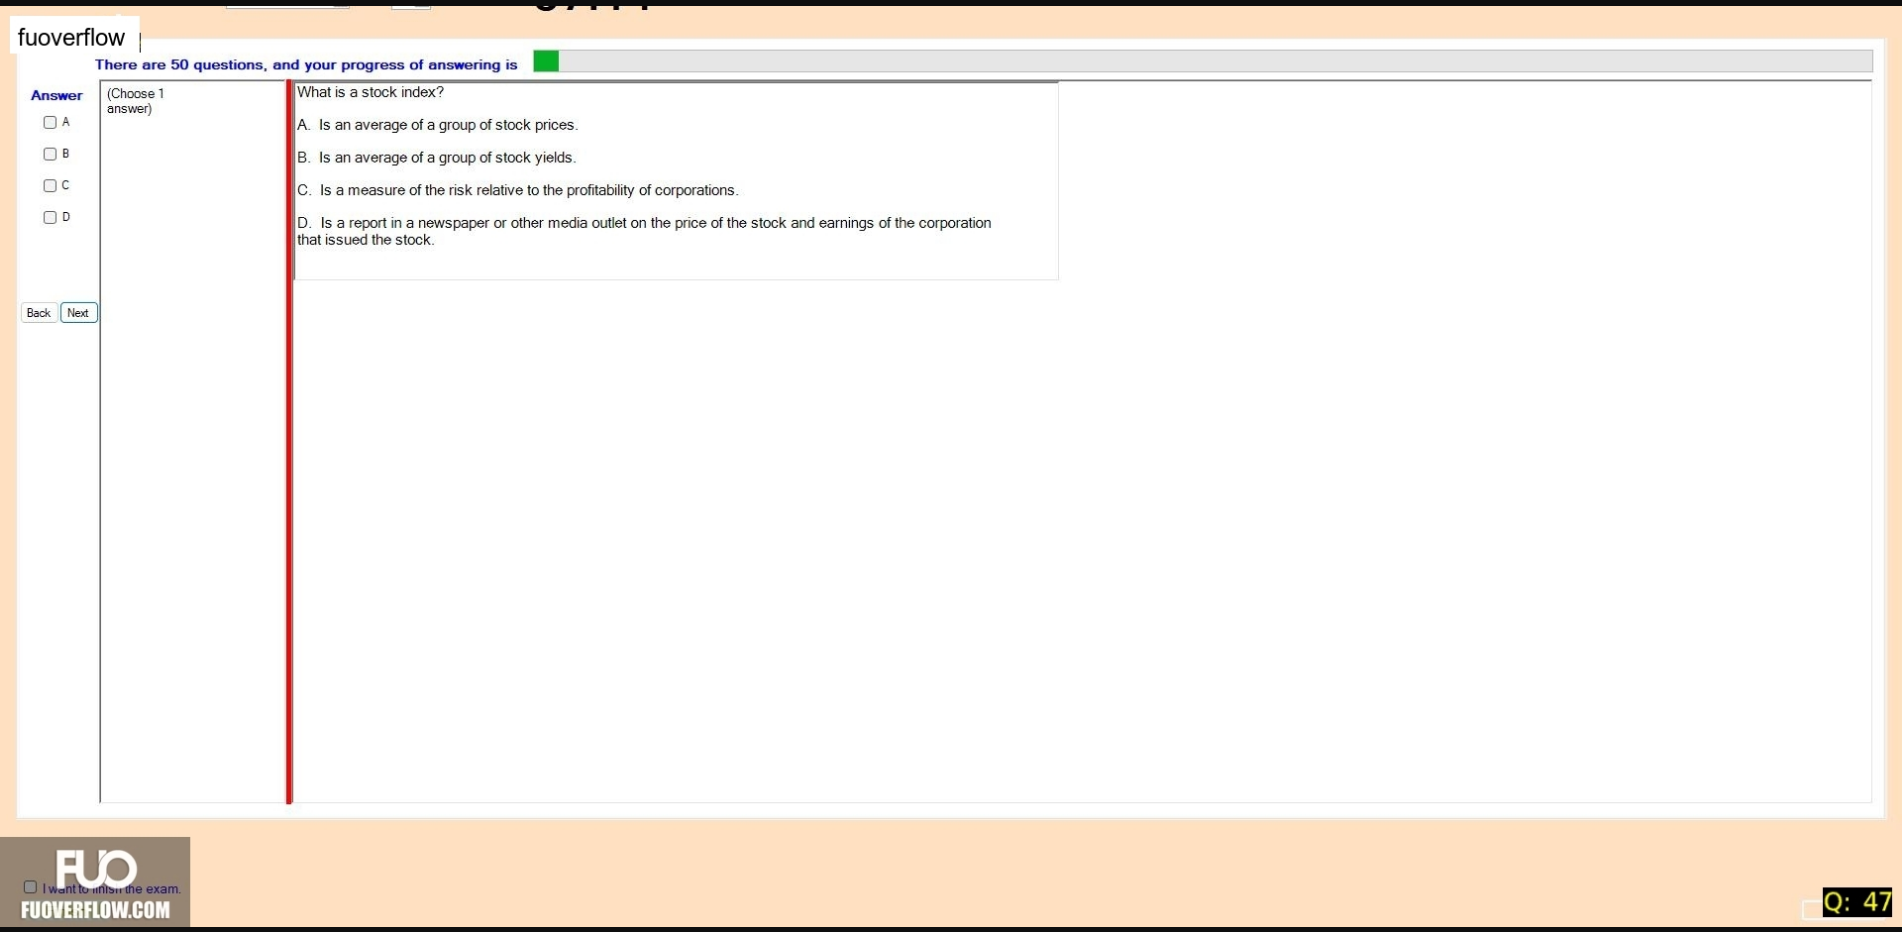 fuoverflow
There are 50 questions, and your progress of answering is
Answer
(Choose 1
answer)
A
B
C
D
Back Next
What is a stock index?
A. Is an average of a group of stock prices.
B. Is an average of a group of stock yields.
C. Is a measure of the risk relative to the profitability of corporations.
D. Is a report in a newspaper or other media outlet on the price of the stock and earnings of the corporation
that issued the stock.
FUO
I want to finish the exam.
FUOVERFLOW.COM
Q: 47